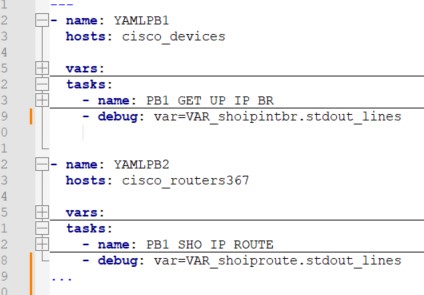 1 ---
2 - name: YAMLPB1
3 hosts: cisco_devices
4
5 vars:
2 tasks:
3 - name: PB1 GET UP IP BR
9 - debug: var=VAR_shoipintbr.stdout_lines
0
1
2 - name: YAMLPB2
3 hosts: cisco_routers367
4
5 vars:
1 tasks:
2 - name: PB1 SHO IP ROUTE
8 - debug: var=VAR_shoiproute.stdout_lines
9 ...
0